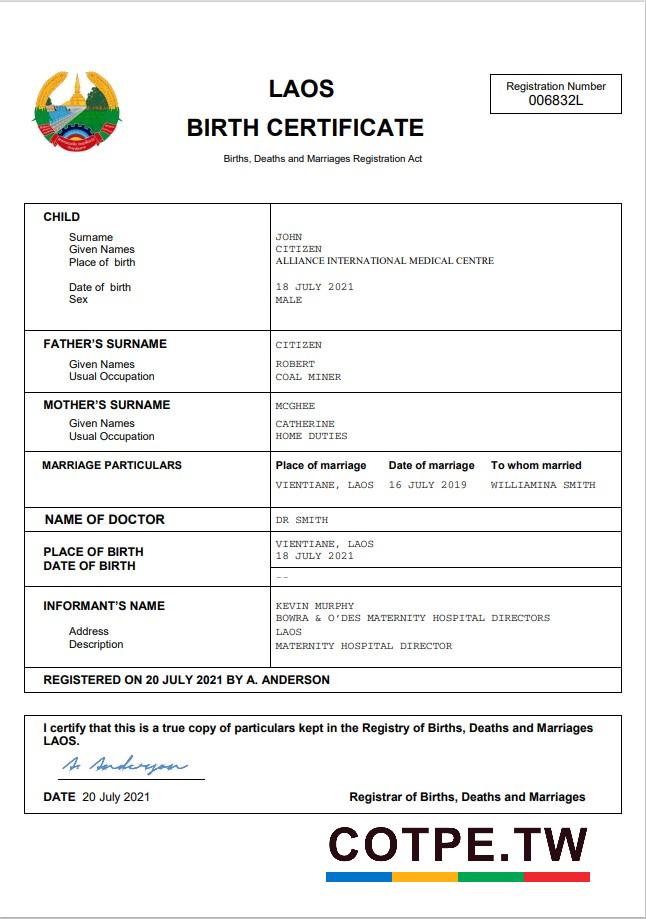 LAOS
BIRTH CERTIFICATE
Births, Deaths and Marriages Registration Act
Registration Number
006832L
CHILD
Surname JOHN
Given Names CITIZEN
Place of birth ALLIANCE INTERNATIONAL MEDICAL CENTRE
Date of birth 18 JULY 2021
Sex MALE
FATHER'S SURNAME CITIZEN
Given Names ROBERT
Usual Occupation COAL MINER
MOTHER'S SURNAME MCGHEE
Given Names CATHERINE
Usual Occupation HOME DUTIES
MARRIAGE PARTICULARS Place of marriage Date of marriage To whom married
VIENTIANE, LAOS 16 JULY 2019 WILLIAMINA SMITH
NAME OF DOCTOR DR SMITH
PLACE OF BIRTH VIENTIANE, LAOS
DATE OF BIRTH 18 JULY 2021
--
INFORMANT'S NAME KEVIN MURPHY
BOWRA & O'DES MATERNITY HOSPITAL DIRECTORS
Address LAOS
Description MATERNITY HOSPITAL DIRECTOR
REGISTERED ON 20 JULY 2021 BY A. ANDERSON
I certify that this is a true copy of particulars kept in the Registry of Births, Deaths and Marriages
LAOS.
A. Anderson
DATE 20 July 2021 Registrar of Births, Deaths and Marriages
COTPE.TW